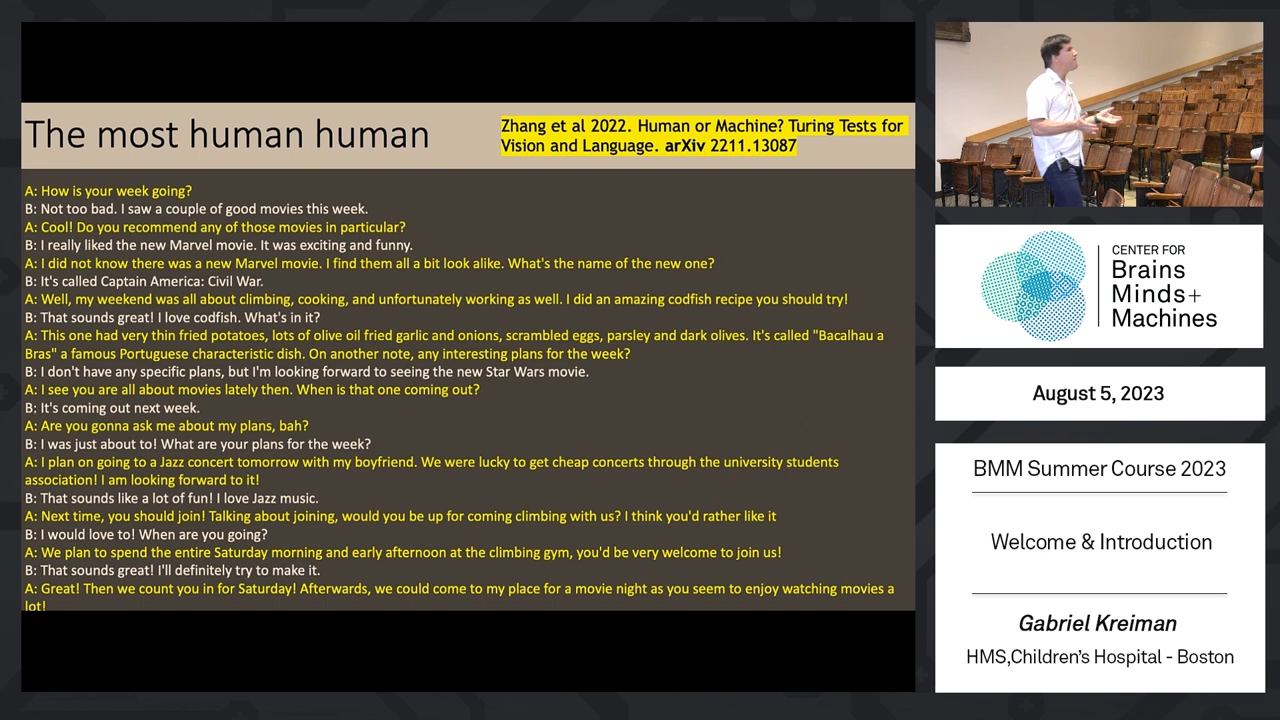 The most human human
Zhang et al 2022. Human or Machine? Turing Tests for
Vision and Language. arXiv 2211.13087
A: How is your week going?
B: Not too bad. I saw a couple of good movies this week.
A: Cool! Do you recommend any of those movies in particular?
B: I really liked the new Marvel movie. It was exciting and funny.
A: I did not know there was a new Marvel movie. I find them all a bit look alike. What's the name of the new one?
B: It's called Captain America: Civil War.
A: Well, my weekend was all about climbing, cooking, and unfortunately working as well. I did an amazing codfish recipe you should try!
B: That sounds great! I love codfish. What's in it?
A: This one had very thin fried potatoes, lots of olive oil fried garlic and onions, scrambled eggs, parsley and dark olives. It's called "Bacalhau a
Bras" a famous Portuguese characteristic dish. On another note, any interesting plans for the week?
B: I don't have any specific plans, but I'm looking forward to seeing the new Star Wars movie.
A: I see you are all about movies lately then. When is that one coming out?
B: It's coming out next week.
A: Are you gonna ask me about my plans, bah?
B: I was just about to! What are your plans for the week?
A: I plan on going to a Jazz concert tomorrow with my boyfriend. We were lucky to get cheap concerts through the university students
association! I am looking forward to it!
B: That sounds like a lot of fun! I love Jazz music.
A: Next time, you should join! Talking about joining, would you be up for coming climbing with us? I think you'd rather like it
B: I would love to! When are you going?
A: We plan to spend the entire Saturday morning and early afternoon at the climbing gym, you'd be very welcome to join us!
B: That sounds great! I'll definitely try to make it.
A: Great! Then we count you in for Saturday! Afterwards, we could come to my place for a movie night as you seem to enjoy watching movies a
lot!
CENTER FOR
Brains
Minds+
Machines
August 5, 2023
BMM Summer Course 2023
Welcome & Introduction
Gabriel Kreiman
HMS,Children's Hospital - Boston